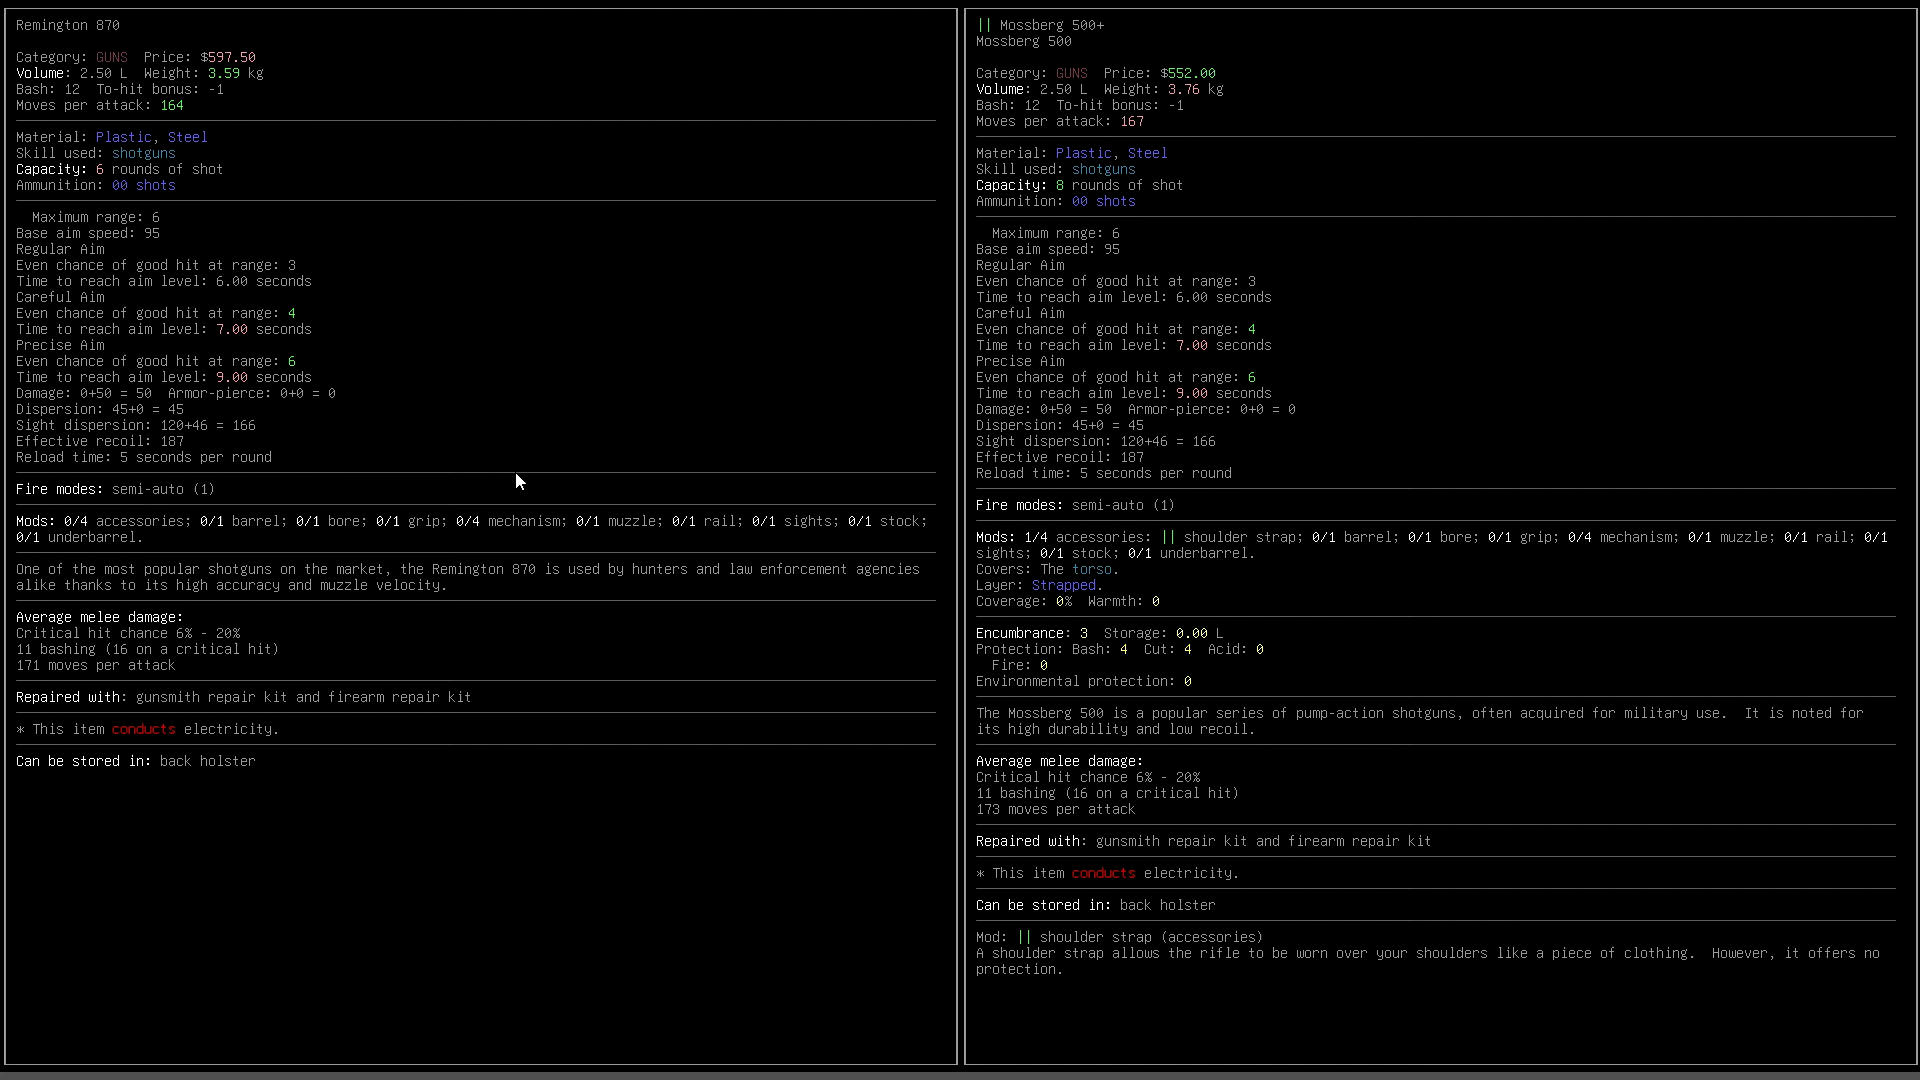 Remington 870
Category: GUNS  Price: $597.50
Volume: 2.50 L  Weight: 3.59 kg
Bash: 12  To-hit bonus: -1
Moves per attack: 164
Material: Plastic, Steel
Skill used: shotguns
Capacity: 6 rounds of shot
Ammunition: 00 shots
Maximum range: 6
Base aim speed: 95
Regular Aim
Even chance of good hit at range: 3
Time to reach aim level: 6.00 seconds
Careful Aim
Even chance of good hit at range: 4
Time to reach aim level: 7.00 seconds
Precise Aim
Even chance of good hit at range: 6
Time to reach aim level: 9.00 seconds
Damage: 0+50 = 50  Armor-pierce: 0+0 = 0
Dispersion: 45+0 = 45
Sight dispersion: 120+46 = 166
Effective recoil: 187
Reload time: 5 seconds per round
Fire modes: semi-auto (1)
Mods: 0/4 accessories; 0/1 barrel; 0/1 bore; 0/1 grip; 0/4 mechanism; 0/1 muzzle; 0/1 rail; 0/1 sights; 0/1 stock;
0/1 underbarrel.
One of the most popular shotguns on the market, the Remington 870 is used by hunters and law enforcement agencies
alike thanks to its high accuracy and muzzle velocity.
Average melee damage:
Critical hit chance 6% - 20%
11 bashing (16 on a critical hit)
171 moves per attack
Repaired with: gunsmith repair kit and firearm repair kit
* This item conducts electricity.
Can be stored in: back holster
|| Mossberg 500+
Mossberg 500
Category: GUNS  Price: $552.00
Volume: 2.50 L  Weight: 3.76 kg
Bash: 12  To-hit bonus: -1
Moves per attack: 167
Material: Plastic, Steel
Skill used: shotguns
Capacity: 8 rounds of shot
Ammunition: 00 shots
Maximum range: 6
Base aim speed: 95
Regular Aim
Even chance of good hit at range: 3
Time to reach aim level: 6.00 seconds
Careful Aim
Even chance of good hit at range: 4
Time to reach aim level: 7.00 seconds
Precise Aim
Even chance of good hit at range: 6
Time to reach aim level: 9.00 seconds
Damage: 0+50 = 50  Armor-pierce: 0+0 = 0
Dispersion: 45+0 = 45
Sight dispersion: 120+46 = 166
Effective recoil: 187
Reload time: 5 seconds per round
Fire modes: semi-auto (1)
Mods: 1/4 accessories: || shoulder strap; 0/1 barrel; 0/1 bore; 0/1 grip; 0/4 mechanism; 0/1 muzzle; 0/1 rail; 0/1
sights; 0/1 stock; 0/1 underbarrel.
Covers: The torso.
Layer: Strapped.
Coverage: 0%  Warmth: 0
Encumbrance: 3  Storage: 0.00 L
Protection: Bash: 4  Cut: 4  Acid: 0
Fire: 0
Environmental protection: 0
The Mossberg 500 is a popular series of pump-action shotguns, often acquired for military use.  It is noted for
its high durability and low recoil.
Average melee damage:
Critical hit chance 6% - 20%
11 bashing (16 on a critical hit)
173 moves per attack
Repaired with: gunsmith repair kit and firearm repair kit
* This item conducts electricity.
Can be stored in: back holster
Mod: || shoulder strap (accessories)
A shoulder strap allows the rifle to be worn over your shoulders like a piece of clothing.  However, it offers no
protection.